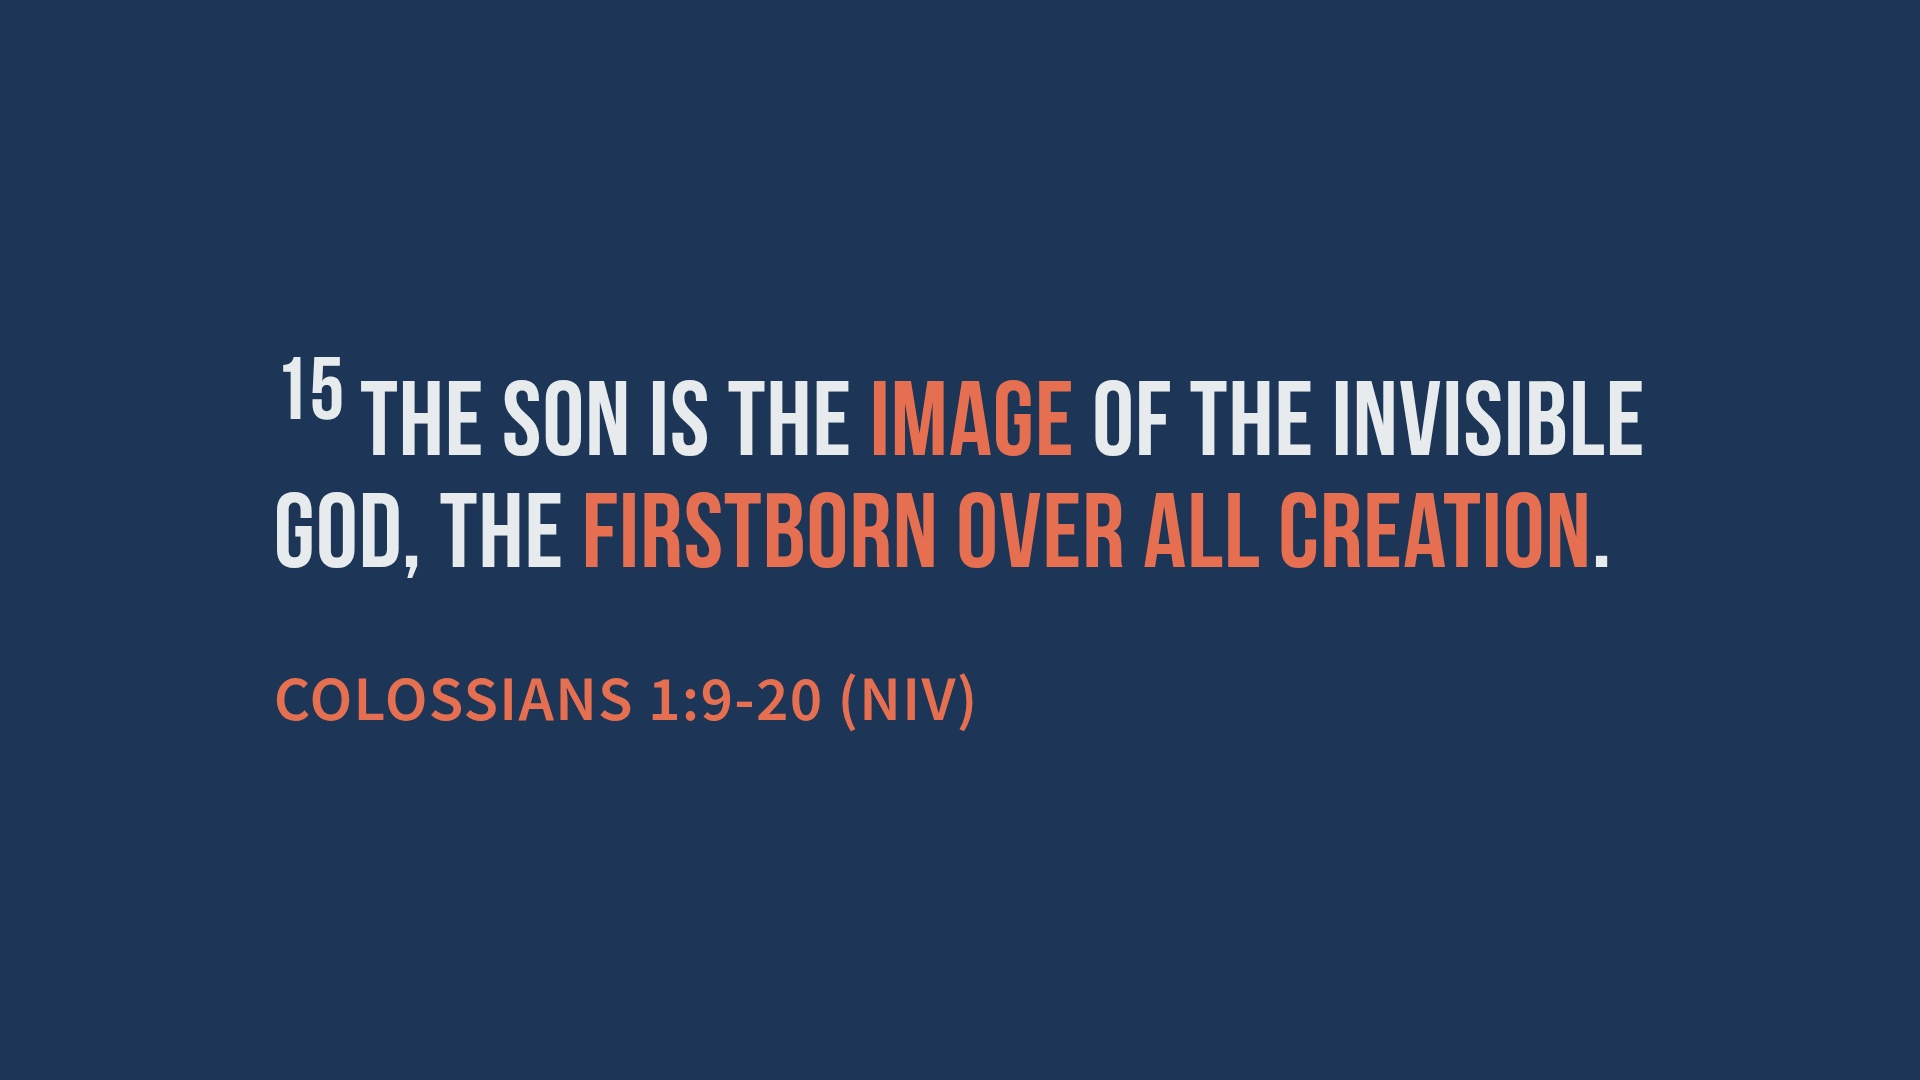 15 THE SON IS THE IMAGE OF THE INVISIBLE
GOD, THE FIRSTBORN OVER ALL CREATION.
COLOSSIANS 1:9-20 (NIV)